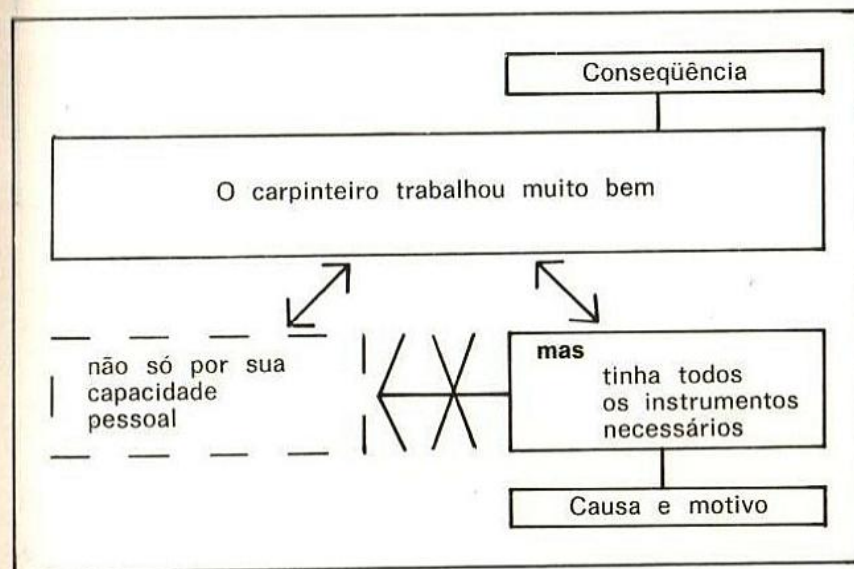 Conseqüência
O carpinteiro trabalhou muito bem
não só por sua
capacidade
pessoal
mas
tinha todos
os instrumentos
necessários
Causa e motivo